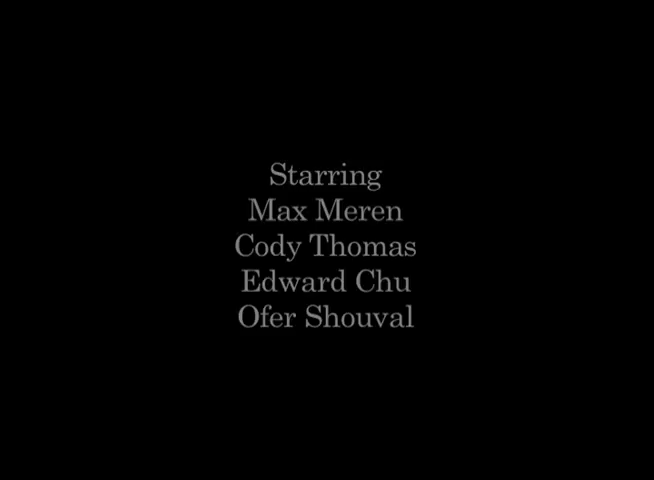 Starring
Max Meren
Cody Thomas
Edward Chu
Ofer Shouval